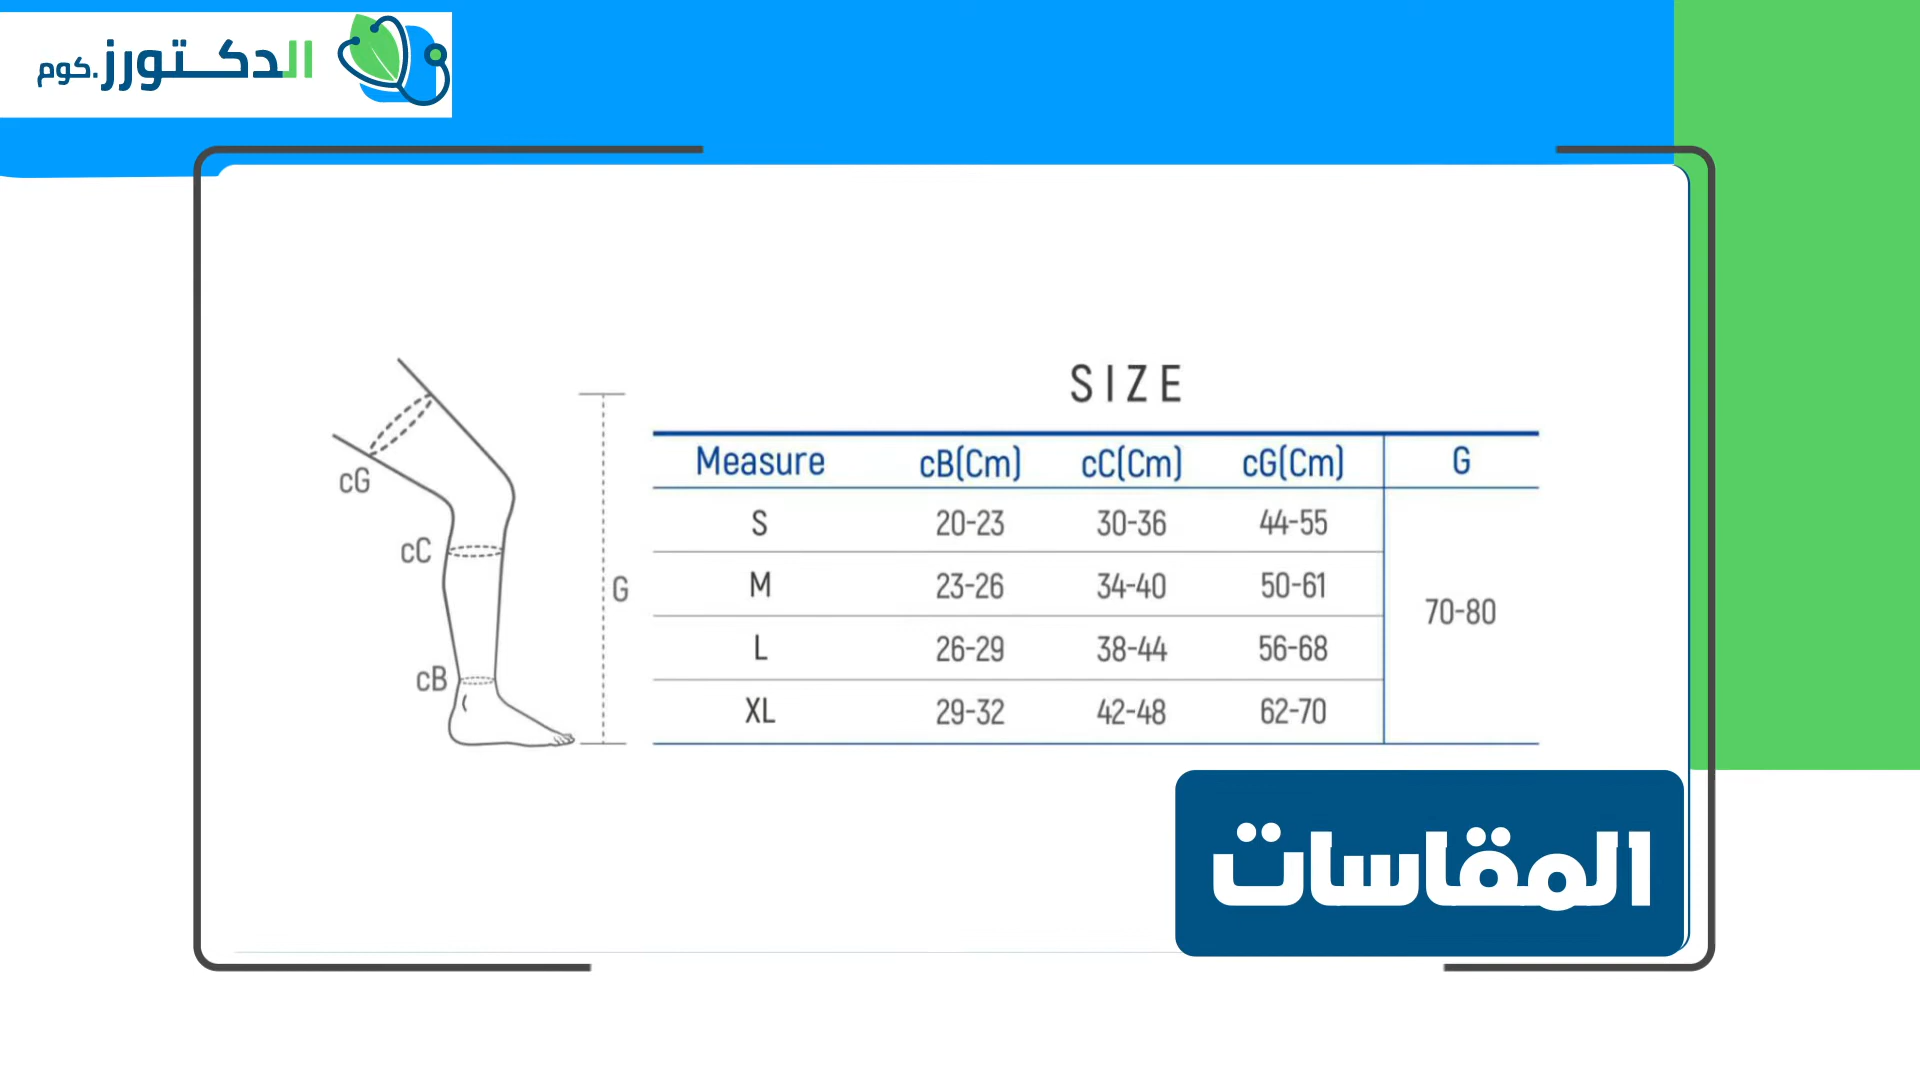 الدكتورز.كوم
SIZE
Measure cB(Cm) cC(Cm) cG(Cm) G
S 20-23 30-36 44-55
M 23-26 34-40 50-61
70-80
L 26-29 38-44 56-68
XL 29-32 42-48 62-70
cG
cC
G
cB
المقاسات